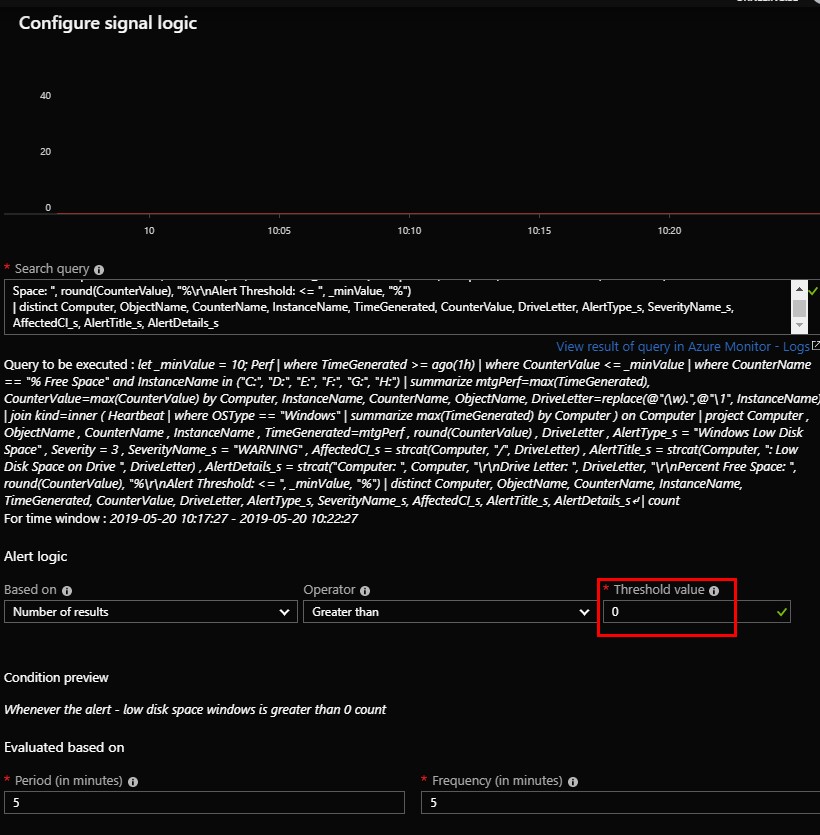 Configure signal logic
40
20
0
10
10:05
10:10
10:15
10:20
* Search query
Space: ", round(CounterValue), "%\r\nAlert Threshold: <= ", _minValue, "%")
| distinct Computer, ObjectName, CounterName, InstanceName, TimeGenerated, CounterValue, DriveLetter, AlertType_s, SeverityName_s,
AffectedCI_s, AlertTitle_s, AlertDetails_s
View result of query in Azure Monitor - Logs
Query to be executed : let _minValue = 10; Perf | where TimeGenerated >= ago(1h) | where CounterValue <= _minValue | where CounterName
== "% Free Space" and InstanceName in ("C:", "D:", "E:", "F:", "G:", "H:") | summarize mtgPerf=max(TimeGenerated),
CounterValue=max(CounterValue) by Computer, InstanceName, CounterName, ObjectName, DriveLetter=replace(@"(\w).",@"\1", InstanceName)
| join kind=inner ( Heartbeat | where OSType == "Windows" | summarize max(TimeGenerated) by Computer ) on Computer | project Computer ,
ObjectName , CounterName , InstanceName , TimeGenerated=mtgPerf , round(CounterValue) , DriveLetter , AlertType_s = "Windows Low Disk
Space" , Severity = 3 , SeverityName_s = "WARNING" , AffectedCI_s = strcat(Computer, "/", DriveLetter) , AlertTitle_s = strcat(Computer, ": Low
Disk Space on Drive ", DriveLetter) , AlertDetails_s = strcat("Computer: ", Computer, "\r\nDrive Letter: ", DriveLetter, "\r\nPercent Free Space: ",
round(CounterValue), "%\r\nAlert Threshold: <= ", _minValue, "%") | distinct Computer, ObjectName, CounterName, InstanceName,
TimeGenerated, CounterValue, DriveLetter, AlertType_s, SeverityName_s, AffectedCI_s, AlertTitle_s, AlertDetails_s↵ | count
For time window : 2019-05-20 10:17:27 - 2019-05-20 10:22:27
Alert logic
Based on
Operator
* Threshold value
Number of results
Greater than
0
Condition preview
Whenever the alert - low disk space windows is greater than 0 count
Evaluated based on
* Period (in minutes)
* Frequency (in minutes)
5
5